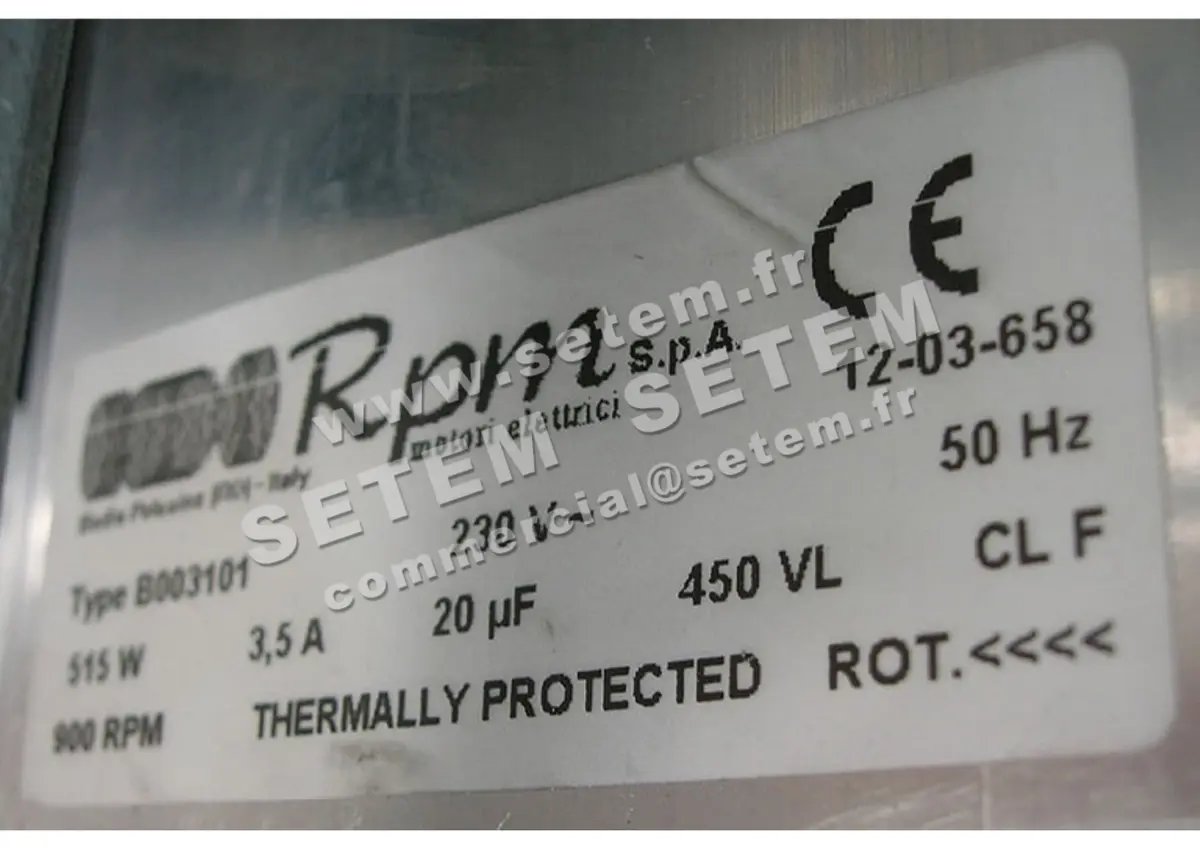 CE
Rpm s.p.A.
motori elettrici
12-03-658
Italy
Type B003101 230 V~ 50 Hz
515 W 3,5 A 20 µF 450 VL CL F
900 RPM THERMALLY PROTECTED ROT.<<<<
www.setem.fr
SETEM SETEM
commercial@setem.fr